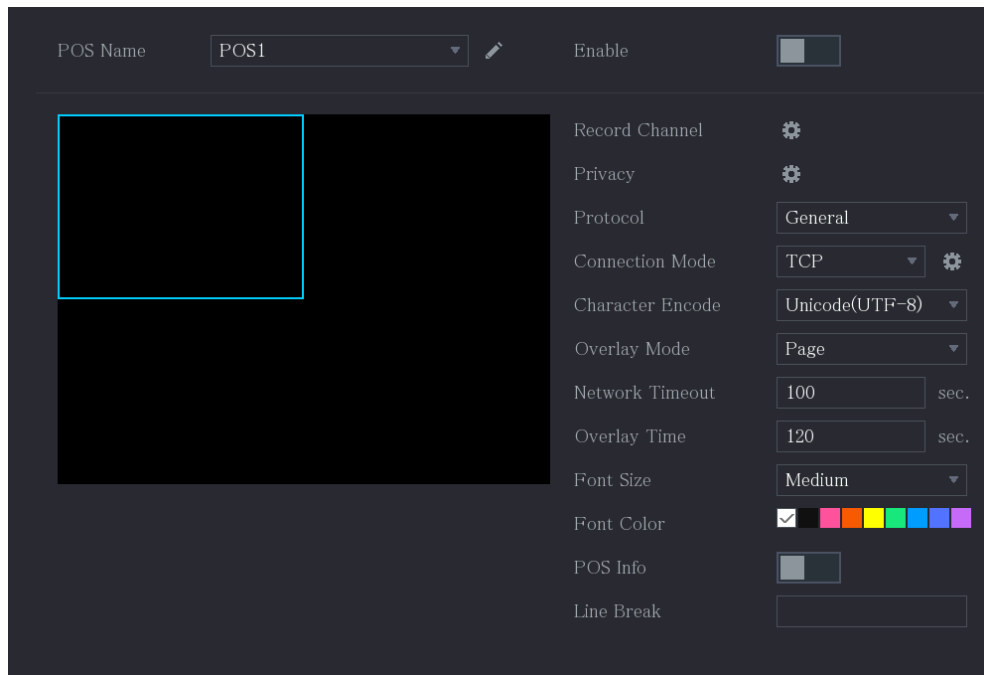 POS Name POS1 Enable
Record Channel
Privacy
Protocol General
Connection Mode TCP
Character Encode Unicode(UTF-8)
Overlay Mode Page
Network Timeout 100 sec.
Overlay Time 120 sec.
Font Size Medium
Font Color
POS Info
Line Break